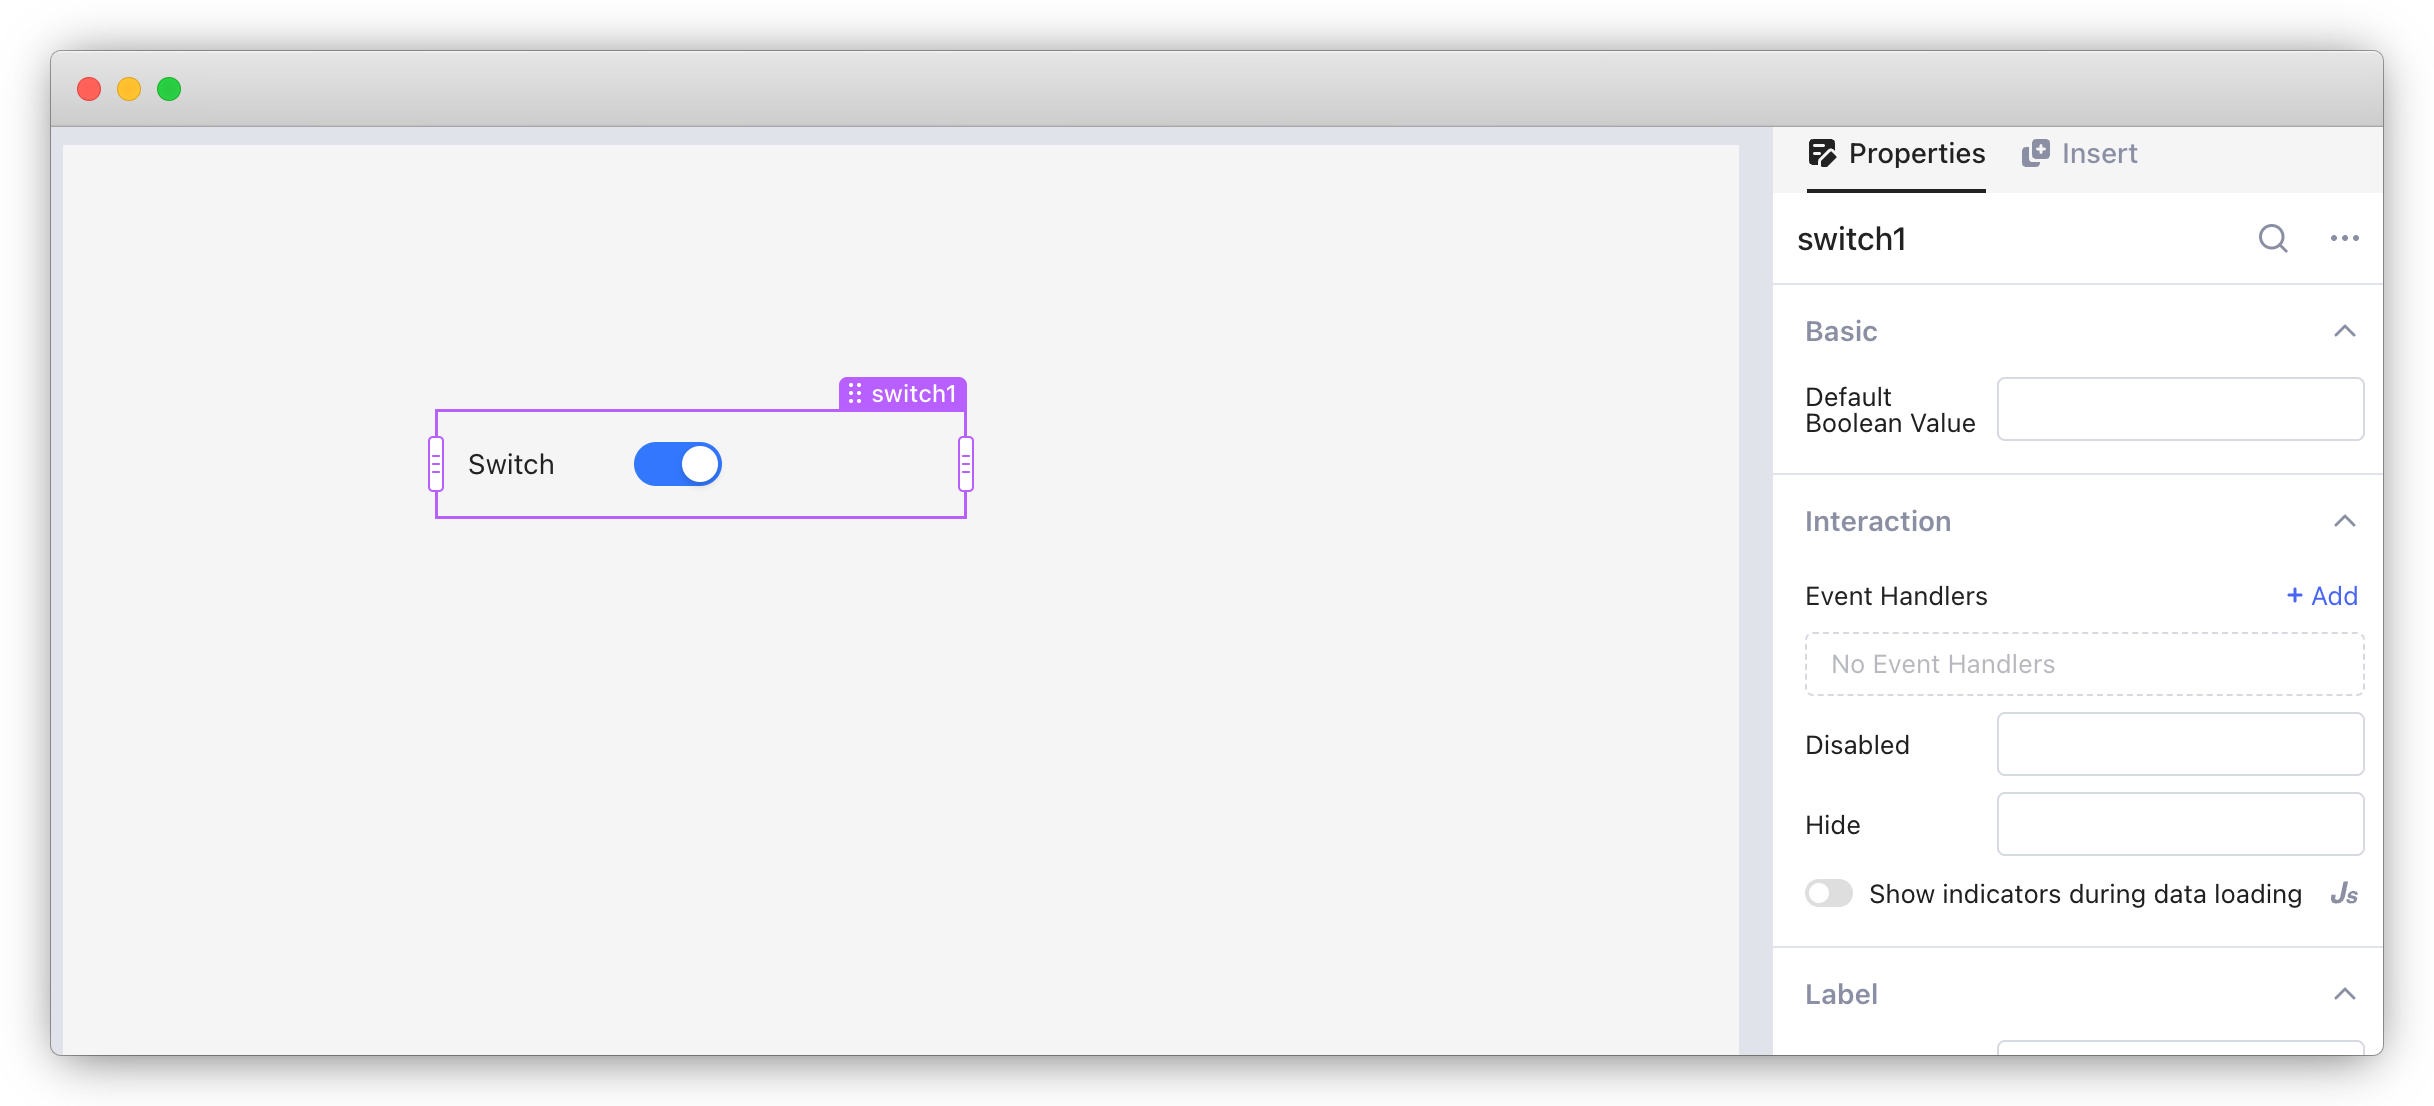 Properties
Insert
switch1
Basic
Default
Boolean Value
switch1
Switch
Interaction
Event Handlers
+ Add
No Event Handlers
Disabled
Hide
Show indicators during data loading
Js
Label